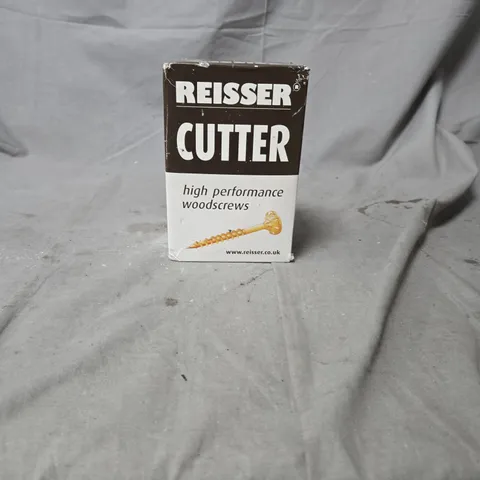 REISSER®
CUTTER
high performance
woodscrews
www.reisser.co.uk